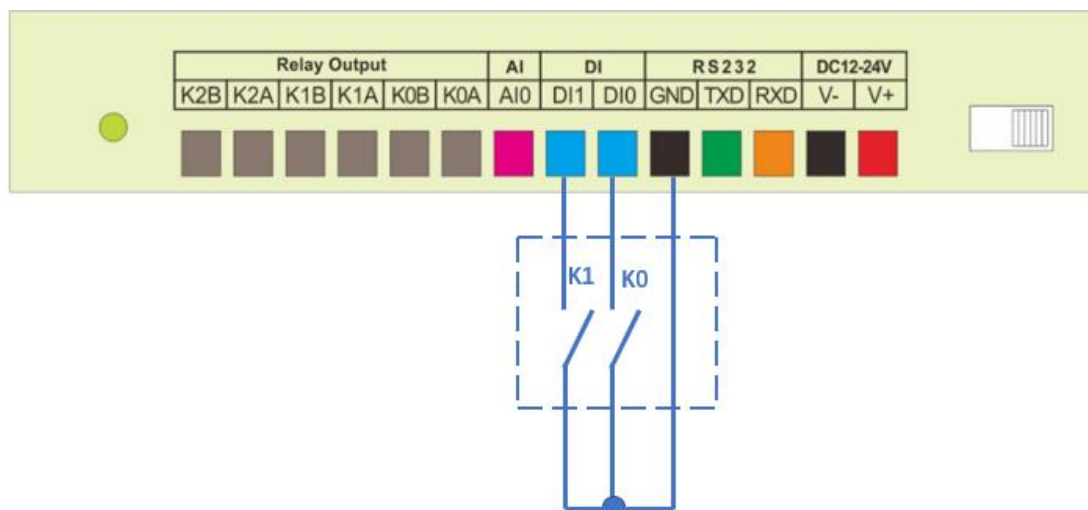 Relay Output AI DI RS232 DC12-24V
K2B K2A K1B K1A K0B K0A AI0 DI1 DI0 GND TXD RXD V- V+
K1 K0